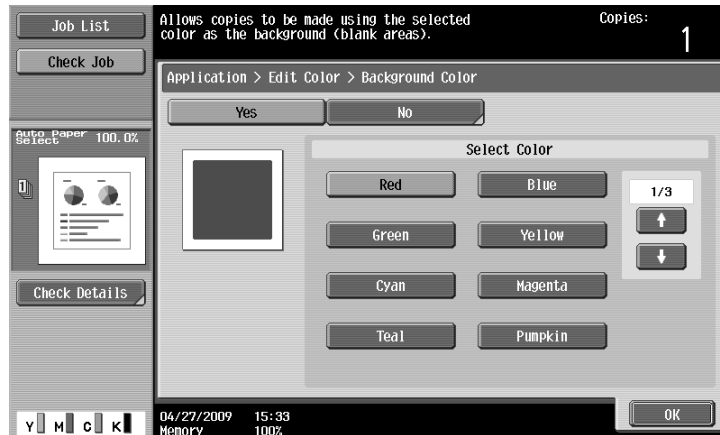 Job List
Check Job
Allows copies to be made using the selected
color as the background (blank areas).
Copies:
1
Application > Edit Color > Background Color
Yes
No
Auto Paper
Select
100.0%
1
Check Details
Select Color
Red
Blue
Green
Yellow
Cyan
Magenta
Teal
Pumpkin
1/3
OK
Y M C K
04/27/2009 15:33
Memory 100%